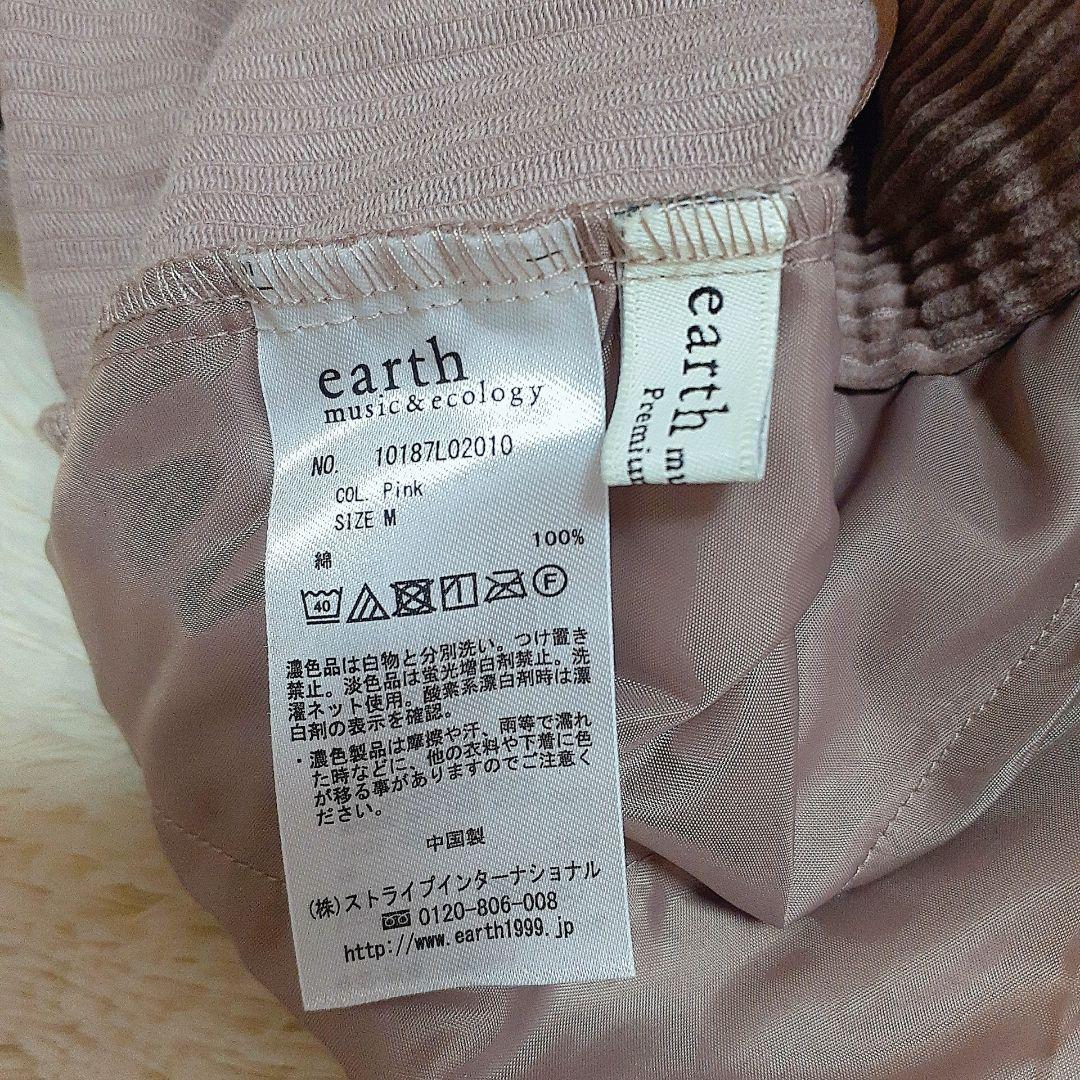 earth
music&ecology
NO. 10187L02010
COL. Pink
SIZE M
綿 100%
40 F
濃色品は白物と分別洗い。つけ置き
禁止。淡色品は蛍光増白剤禁止。洗
濯ネット使用。酸素系漂白剤時は漂
白剤の表示を確認。
・濃色製品は摩擦や汗、雨等で濡れ
た時などに、他の衣料や下着に色
が移る事がありますのでご注意く
ださい。
中国製
(株)ストライプインターナショナル
0120-806-008
http://www.earth1999.jp
earth mu
Premium